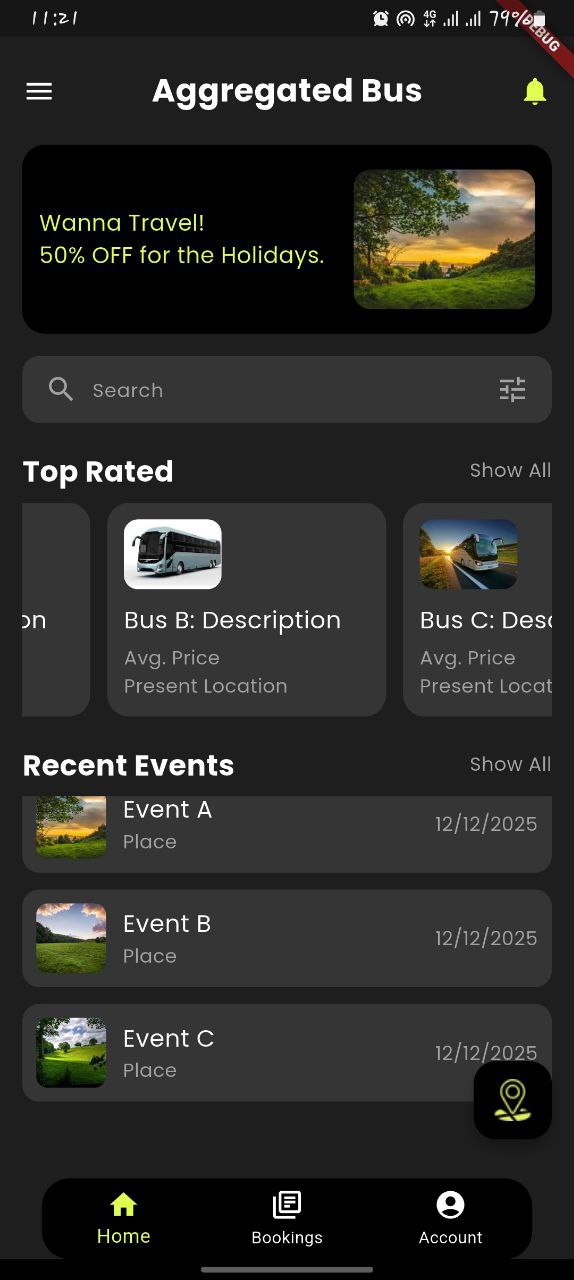 11:21
4G
79%
DEBUG
Aggregated Bus
Wanna Travel!
50% OFF for the Holidays.
Search
Top Rated
Show All
on
Bus B: Description
Avg. Price
Present Location
Bus C: Desc
Avg. Price
Present Locat
Recent Events
Show All
Event A
Place
12/12/2025
Event B
Place
12/12/2025
Event C
Place
12/12/2025
Home
Bookings
Account